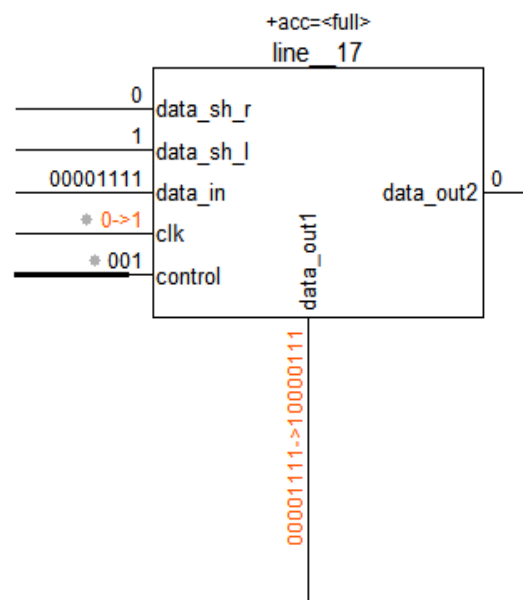 +acc=<full>
line__17
0
data_sh_r
1
data_sh_l
00001111
data_in
0
data_out2
* 0->1
clk
* 001
control
data_out1
00001111->10000111